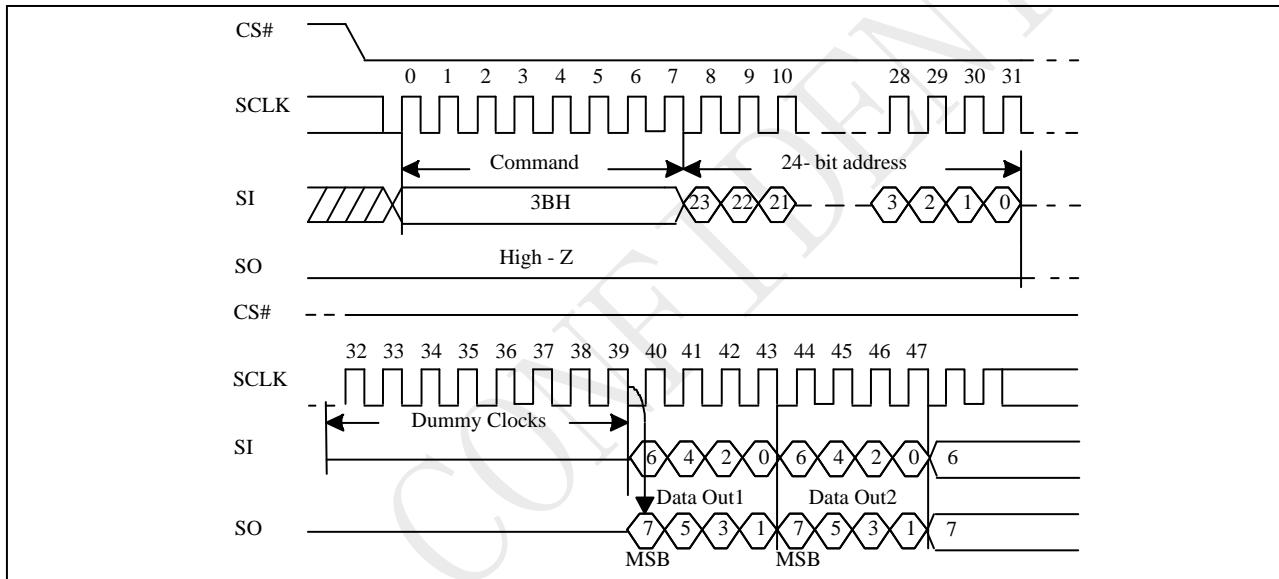 CS#
0 1 2 3 4 5 6 7 8 9 10 28 29 30 31
SCLK
Command 24- bit address
SI
3BH 23 22 21 3 2 1 0
High - Z
SO
CS#
32 33 34 35 36 37 38 39 40 41 42 43 44 45 46 47
SCLK
Dummy Clocks
SI
6 4 2 0 6 4 2 0 6
Data Out1 Data Out2
SO
7 5 3 1 7 5 3 1 7
MSB MSB
CONFIDENT